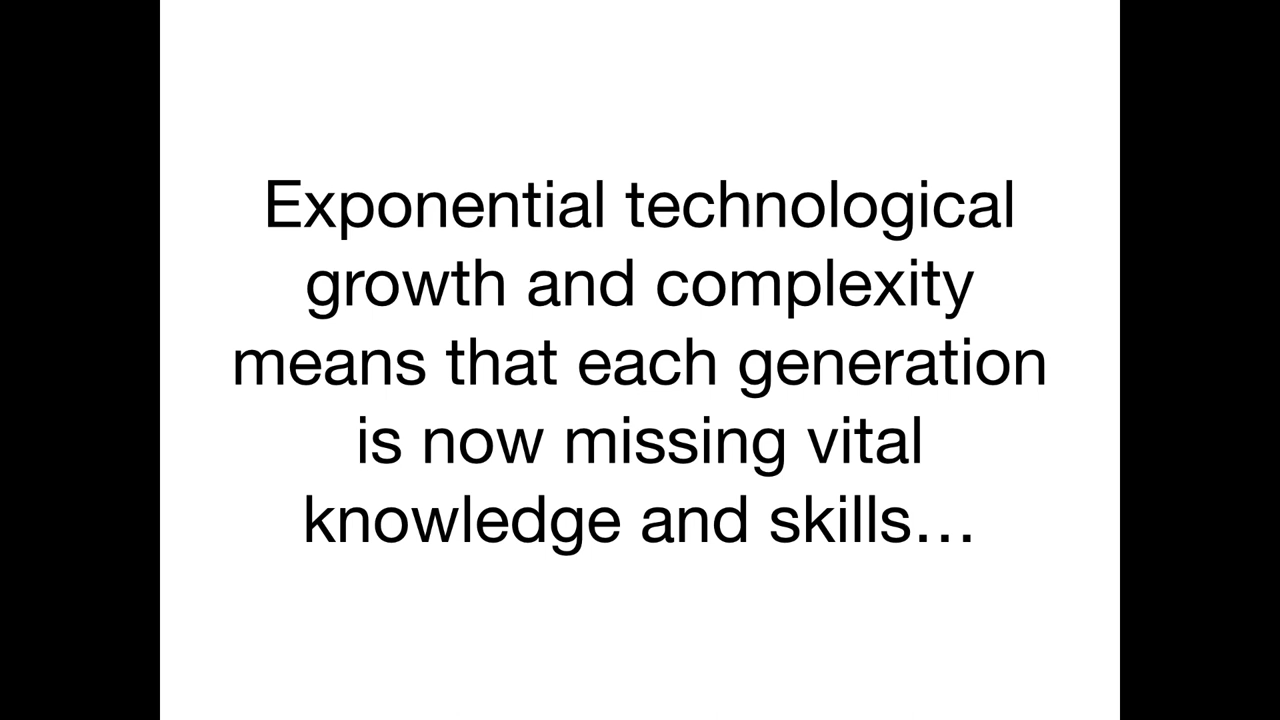 Exponential technological
growth and complexity
means that each generation
is now missing vital
knowledge and skills…